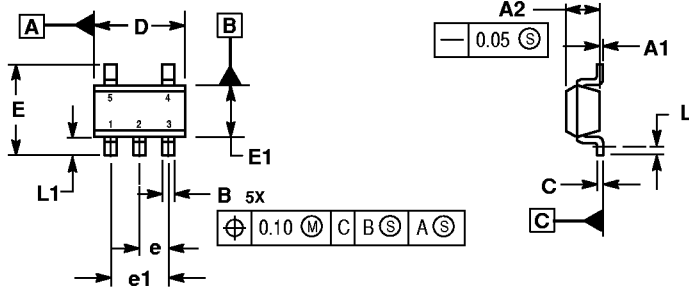 A
D
B
A2
— 0.05 Ⓢ
A1
E
5 4
1 2 3
E1
L
L1
B 5X
C
⌖ 0.10 Ⓜ C B Ⓢ A Ⓢ
C
e
e1